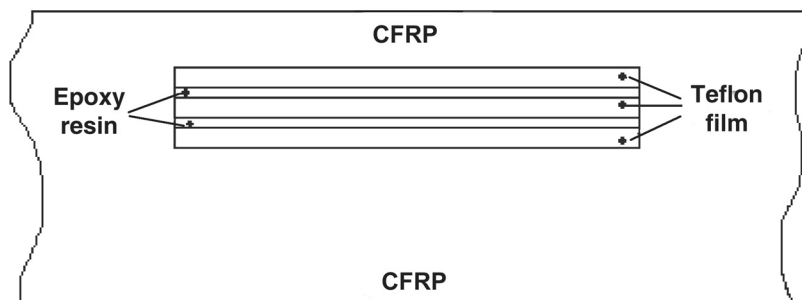 CFRP
Epoxy
resin
Teflon
film
CFRP